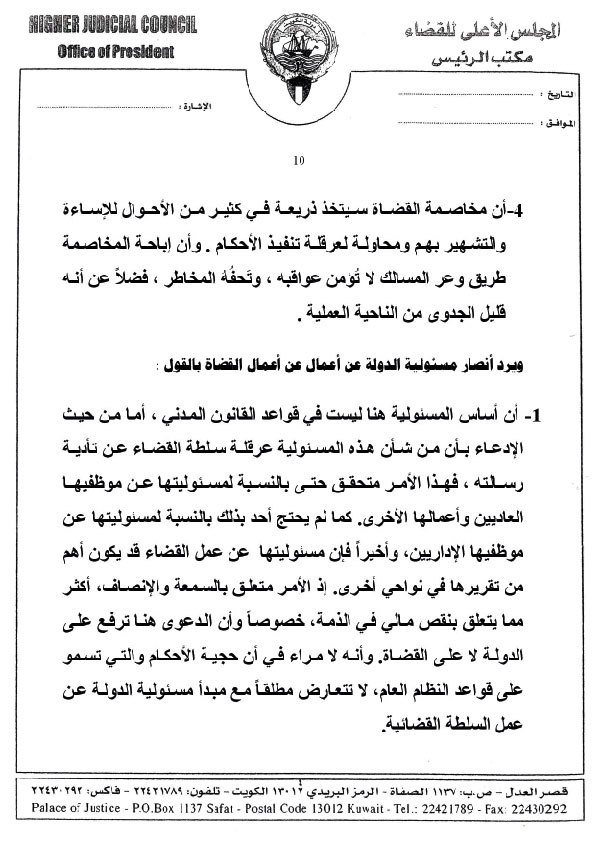 HIGHER JUDICIAL COUNCIL
Office of President
المجلس الأعلى للقضاء
مكتب الرئيس
التاريخ :
الموافق :
الإشارة :
10
4- أن مخاصمة القضاة سيتخذ ذريعة في كثير من الأحوال للإساءة
والتشهير بهم ومحاولة لعرقلة تنفيذ الأحكام . وأن إباحة المخاصمة
طريق وعر المسالك لا تُؤمن عواقبه ، وتَحفُهُ المخاطر ، فضلاً عن أنه
قليل الجدوى من الناحية العملية .
ويرد أنصار مسئولية الدولة عن أعمال عن أعمال القضاة بالقول :
1- أن أساس المسئولية هنا ليست في قواعد القانون المدني ، أما من حيث
الإدعاء بأن من شأن هذه المسئولية عرقلة سلطة القضاء عن تأدية
رسالته ، فهذا الأمر متحقق حتى بالنسبة لمسئوليتها عن موظفيها
العاديين وأعمالها الأخرى. كما لم يحتج أحد بذلك بالنسبة لمسئوليتها عن
موظفيها الإداريين، وأخيراً فإن مسئوليتها عن عمل القضاء قد يكون أهم
من تقريرها في نواحي أخرى. إذ الأمر متعلق بالسمعة والإنصاف، أكثر
مما يتعلق بنقص مالي في الذمة، خصوصاً وأن الدعوى هنا ترفع على
الدولة لا على القضاة. وأنه لا مراء في أن حجية الأحكام والتي تسمو
على قواعد النظام العام، لا تتعارض مطلقاً مع مبدأ مسئولية الدولة عن
عمل السلطة القضائية.
قصر العدل - ص.ب: ١١٣٧ الصفاة - الرمز البريدي ١٣٠١٢ الكويت - تلفون: ٢٢٤٢١٧٨٩ - فاكس: ٢٢٤٣٠٢٩٢
Palace of Justice - P.O.Box 1137 Safat - Postal Code 13012 Kuwait - Tel.: 22421789 - Fax: 22430292